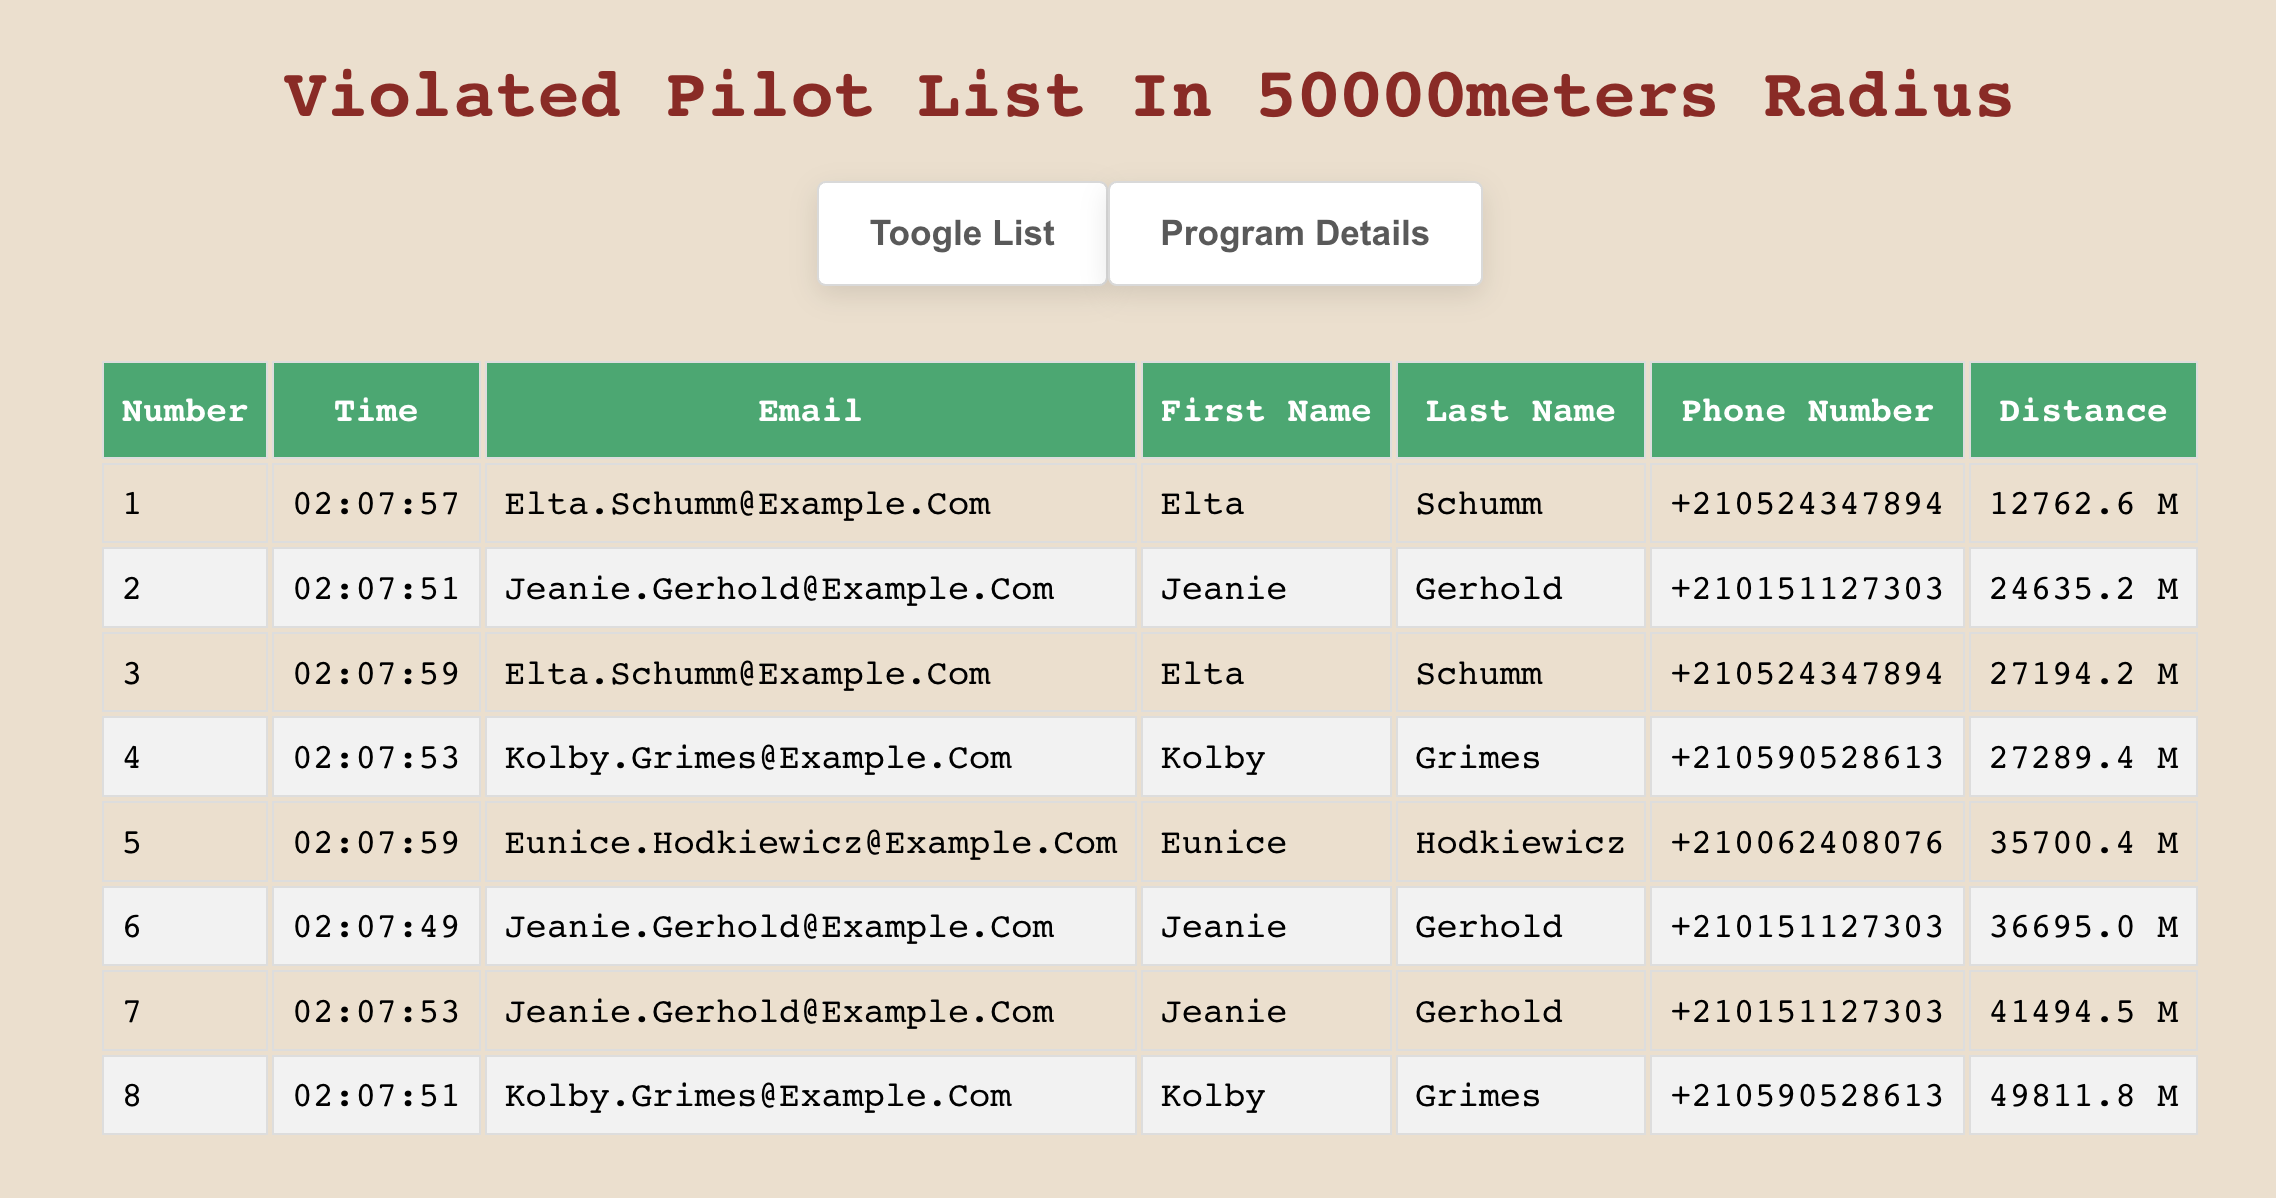 Violated Pilot List In 50000meters Radius
Toogle List Program Details
Number Time Email First Name Last Name Phone Number Distance
1 02:07:57 Elta.Schumm@Example.Com Elta Schumm +210524347894 12762.6 M
2 02:07:51 Jeanie.Gerhold@Example.Com Jeanie Gerhold +210151127303 24635.2 M
3 02:07:59 Elta.Schumm@Example.Com Elta Schumm +210524347894 27194.2 M
4 02:07:53 Kolby.Grimes@Example.Com Kolby Grimes +210590528613 27289.4 M
5 02:07:59 Eunice.Hodkiewicz@Example.Com Eunice Hodkiewicz +210062408076 35700.4 M
6 02:07:49 Jeanie.Gerhold@Example.Com Jeanie Gerhold +210151127303 36695.0 M
7 02:07:53 Jeanie.Gerhold@Example.Com Jeanie Gerhold +210151127303 41494.5 M
8 02:07:51 Kolby.Grimes@Example.Com Kolby Grimes +210590528613 49811.8 M